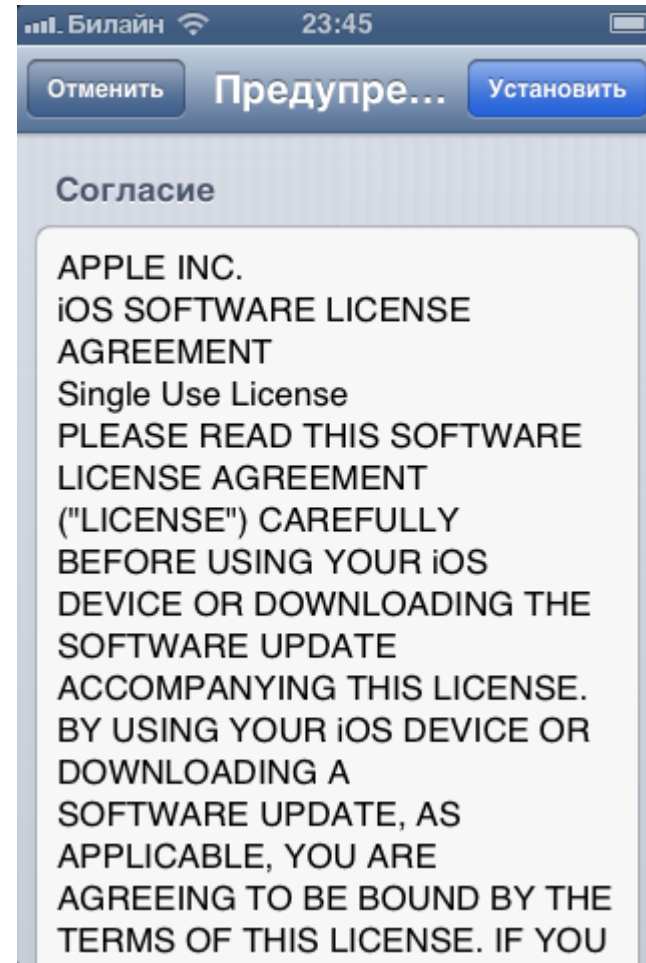 Билайн 23:45
Отменить Предупре... Установить
Согласие
APPLE INC.
iOS SOFTWARE LICENSE
AGREEMENT
Single Use License
PLEASE READ THIS SOFTWARE
LICENSE AGREEMENT
("LICENSE") CAREFULLY
BEFORE USING YOUR iOS
DEVICE OR DOWNLOADING THE
SOFTWARE UPDATE
ACCOMPANYING THIS LICENSE.
BY USING YOUR iOS DEVICE OR
DOWNLOADING A
SOFTWARE UPDATE, AS
APPLICABLE, YOU ARE
AGREEING TO BE BOUND BY THE
TERMS OF THIS LICENSE. IF YOU